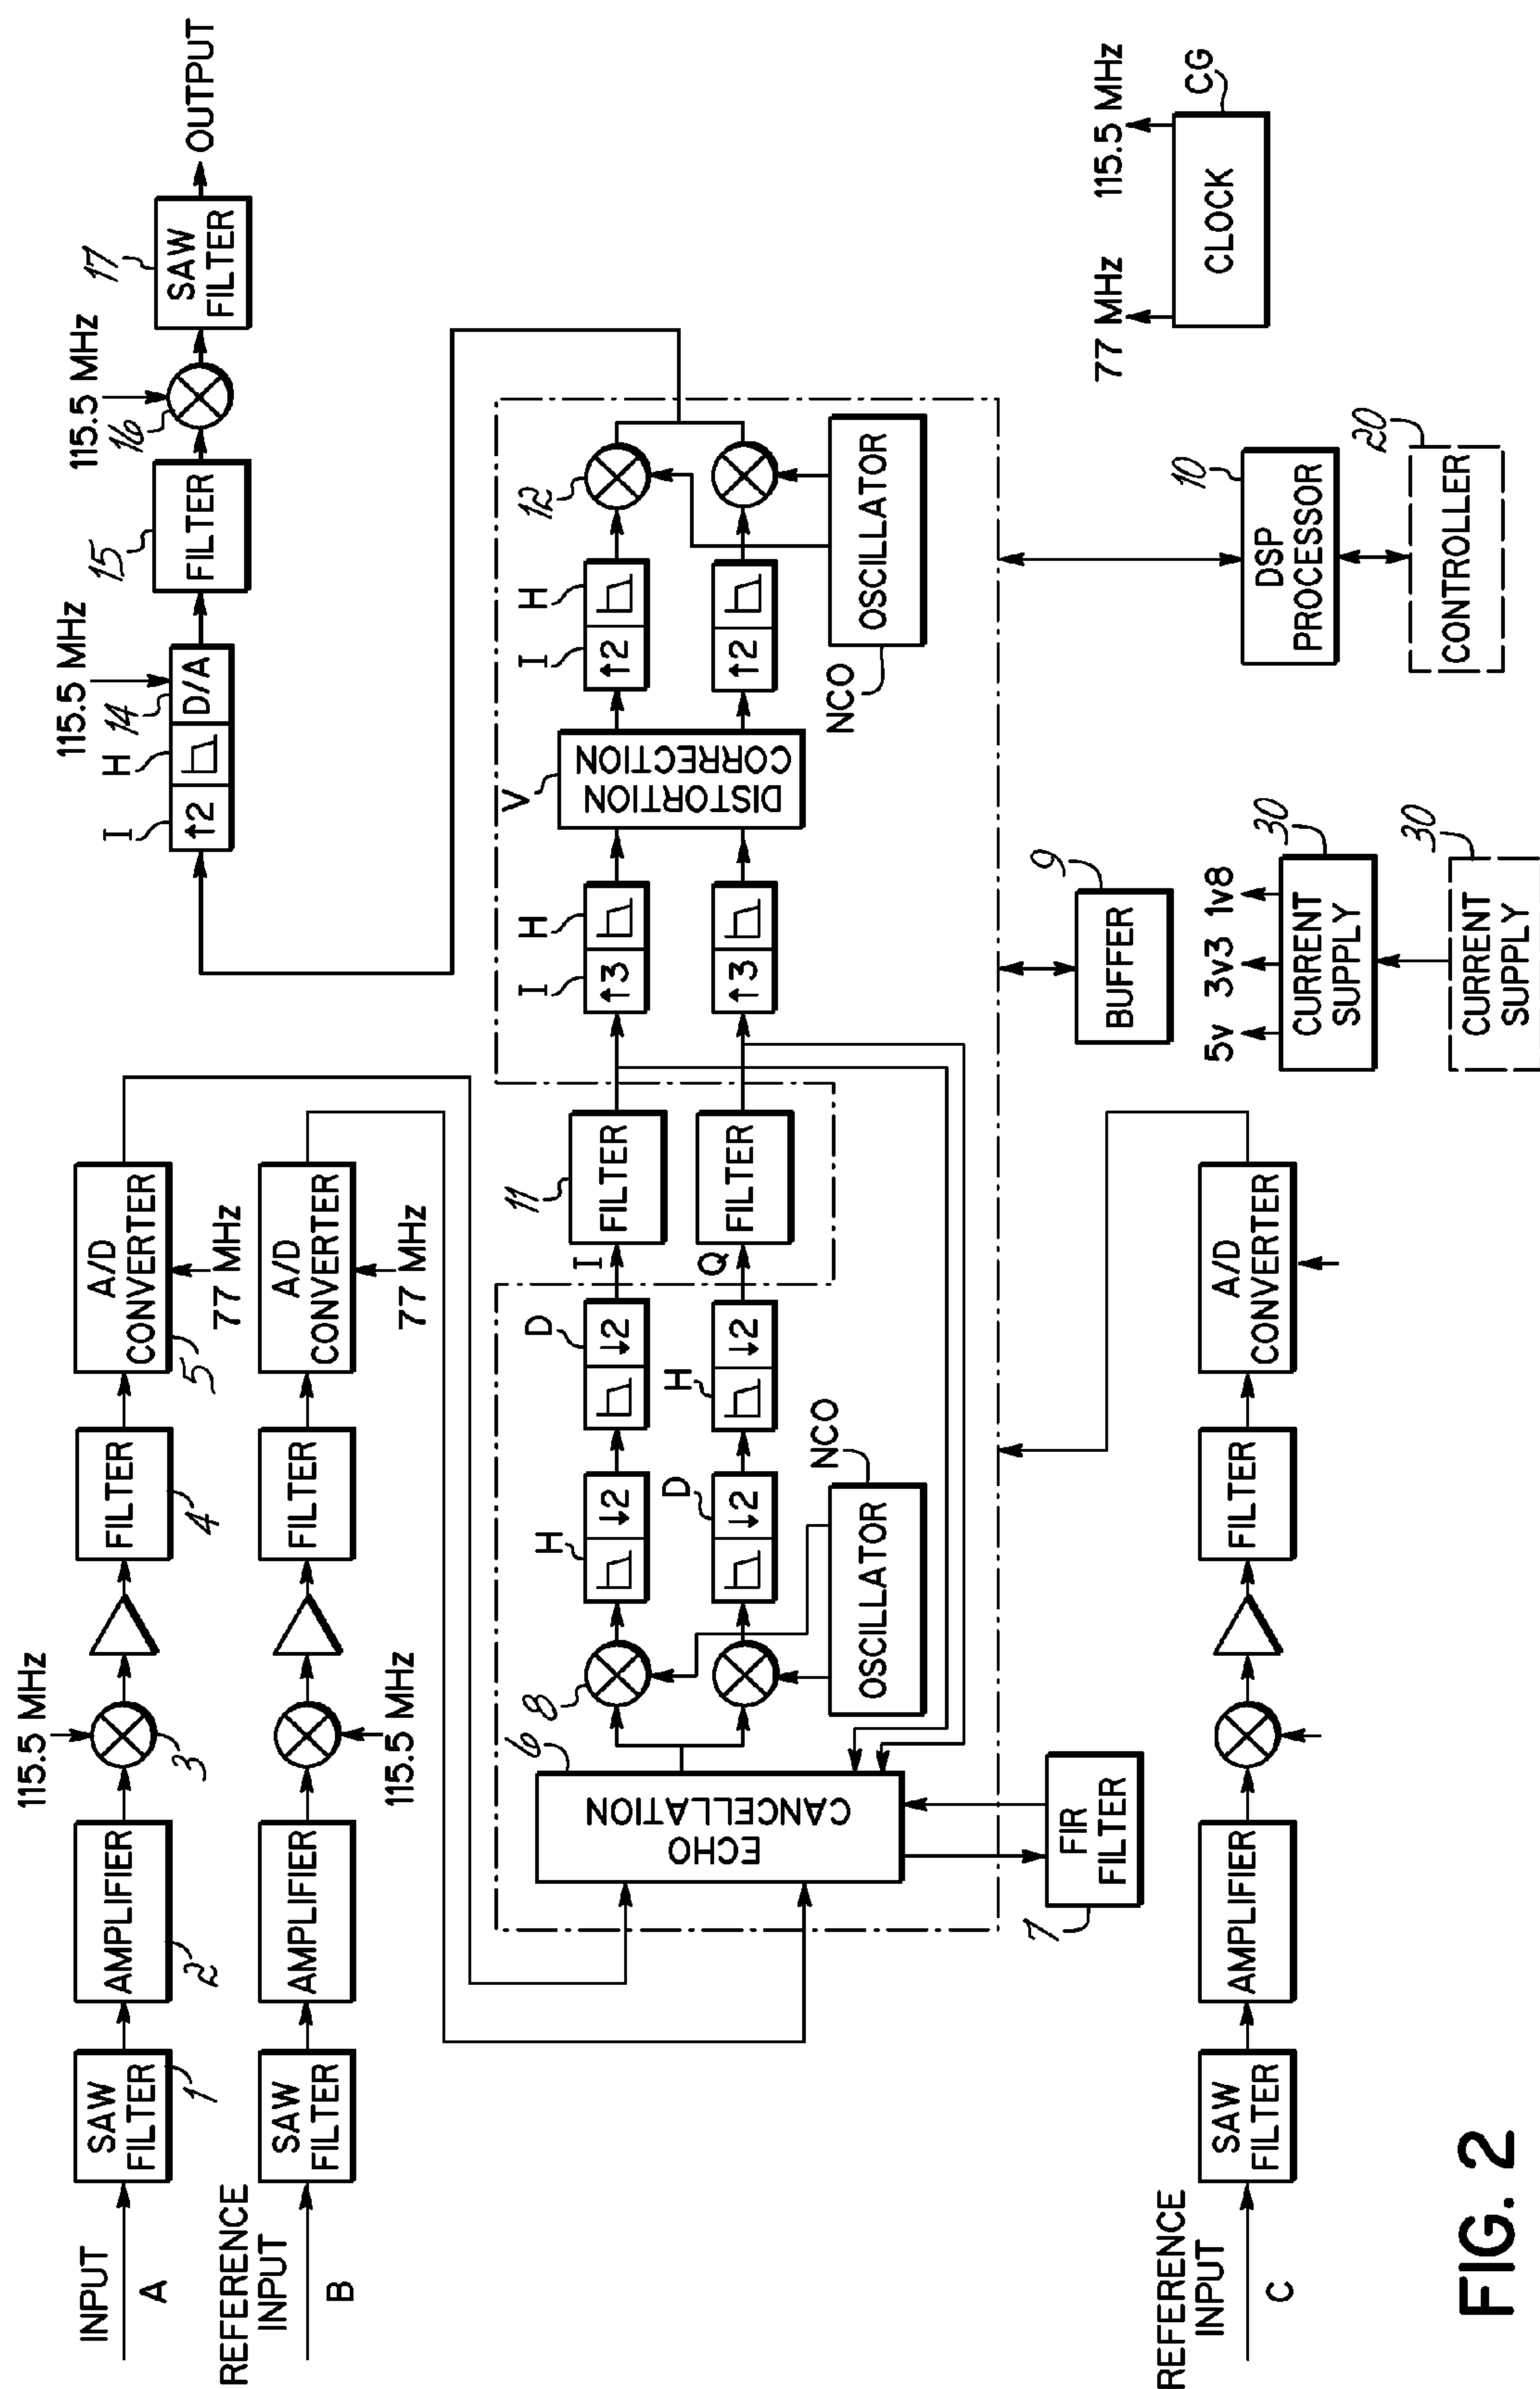 INPUT
A
SAW
FILTER
1
AMPLIFIER
2
115.5 MHz
3
FILTER
4
A/D
CONVERTER
5
77 MHz
REFERENCE
INPUT
B
SAW
FILTER
AMPLIFIER
115.5 MHz
FILTER
A/D
CONVERTER
77 MHz
115.5 MHz
I
H
14
↑2
D/A
FILTER
15
115.5 MHz
16
SAW
FILTER
17
OUTPUT
ECHO
CANCELLATION
6
8
H
↓2
D
↓2
I
FILTER
11
I
H
↑3
V
DISTORTION
CORRECTION
I
H
↑2
12
D
↓2
H
↓2
Q
FILTER
↑3
↑2
OSCILLATOR
NCO
OSCILLATOR
NCO
FIR
FILTER
7
BUFFER
9
DSP
PROCESSOR
10
CONTROLLER
20
5v 3v3 1v8
CURRENT
SUPPLY
30
CURRENT
SUPPLY
30
77 MHz
115.5 MHz
CLOCK
CG
REFERENCE
INPUT
C
SAW
FILTER
AMPLIFIER
FILTER
A/D
CONVERTER
FIG. 2